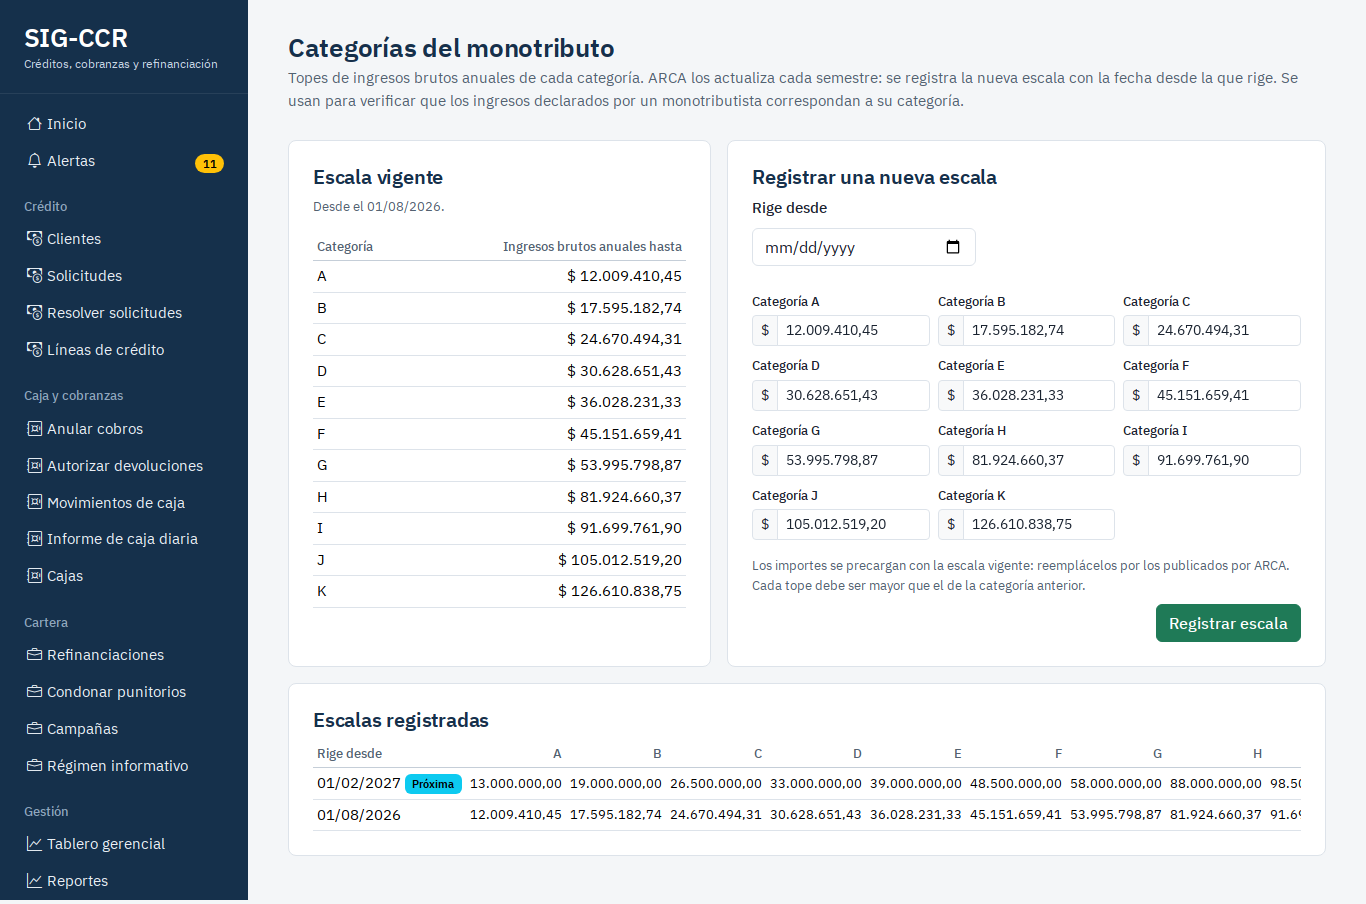 SIG-CCR
Créditos, cobranzas y refinanciación
Inicio
Alertas 11
Crédito
Clientes
Solicitudes
Resolver solicitudes
Líneas de crédito
Caja y cobranzas
Anular cobros
Autorizar devoluciones
Movimientos de caja
Informe de caja diaria
Cajas
Cartera
Refinanciaciones
Condonar punitorios
Campañas
Régimen informativo
Gestión
Tablero gerencial
Reportes
Categorías del monotributo
Topes de ingresos brutos anuales de cada categoría. ARCA los actualiza cada semestre: se registra la nueva escala con la fecha desde la que rige. Se
usan para verificar que los ingresos declarados por un monotributista correspondan a su categoría.
Escala vigente
Desde el 01/08/2026.
Categoría Ingresos brutos anuales hasta
A $ 12.009.410,45
B $ 17.595.182,74
C $ 24.670.494,31
D $ 30.628.651,43
E $ 36.028.231,33
F $ 45.151.659,41
G $ 53.995.798,87
H $ 81.924.660,37
I $ 91.699.761,90
J $ 105.012.519,20
K $ 126.610.838,75
Registrar una nueva escala
Rige desde
mm/dd/yyyy
Categoría A Categoría B Categoría C
$ 12.009.410,45 $ 17.595.182,74 $ 24.670.494,31
Categoría D Categoría E Categoría F
$ 30.628.651,43 $ 36.028.231,33 $ 45.151.659,41
Categoría G Categoría H Categoría I
$ 53.995.798,87 $ 81.924.660,37 $ 91.699.761,90
Categoría J Categoría K
$ 105.012.519,20 $ 126.610.838,75
Los importes se precargan con la escala vigente: reemplácelos por los publicados por ARCA.
Cada tope debe ser mayor que el de la categoría anterior.
Registrar escala
Escalas registradas
Rige desde A B C D E F G H
01/02/2027 Próxima 13.000.000,00 19.000.000,00 26.500.000,00 33.000.000,00 39.000.000,00 48.500.000,00 58.000.000,00 88.000.000,00
01/08/2026 12.009.410,45 17.595.182,74 24.670.494,31 30.628.651,43 36.028.231,33 45.151.659,41 53.995.798,87 81.924.660,37